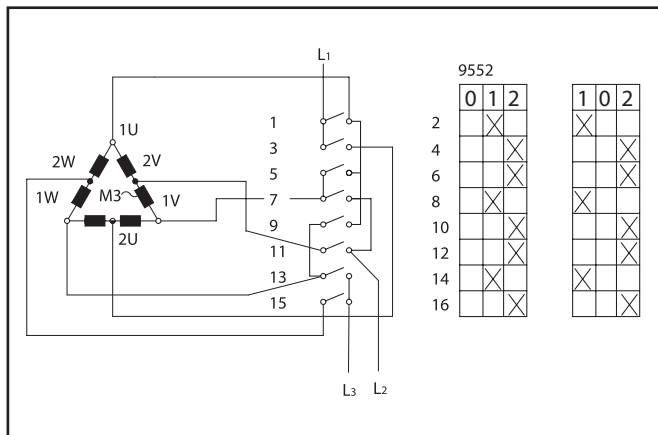 L1
9552
0 1 2 1 0 2
1 2 X X
3 4 X X
1U
2W 2V
5 6 X X
1W M3~ 1V
7 8 X X
9 10 X X
2U
11 12 X X
13 14 X X
15 16 X X
L3 L2